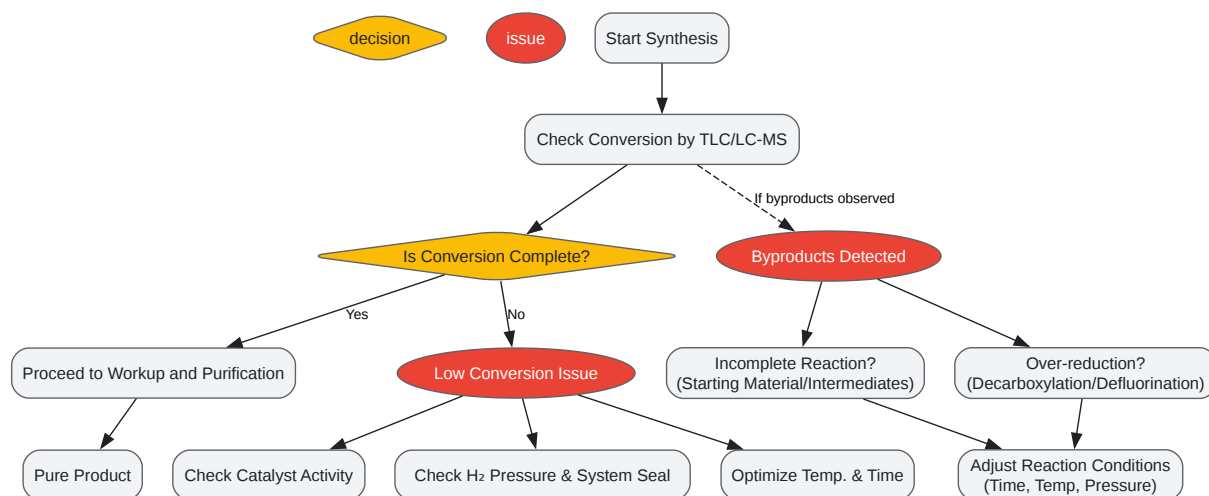 decision
issue
Start Synthesis
Check Conversion by TLC/LC-MS
If byproducts observed
Is Conversion Complete?
Byproducts Detected
Yes
No
Proceed to Workup and Purification
Low Conversion Issue
Incomplete Reaction?
(Starting Material/Intermediates)
Over-reduction?
(Decarboxylation/Defluorination)
Pure Product
Check Catalyst Activity
Check H₂ Pressure & System Seal
Optimize Temp. & Time
Adjust Reaction Conditions
(Time, Temp, Pressure)